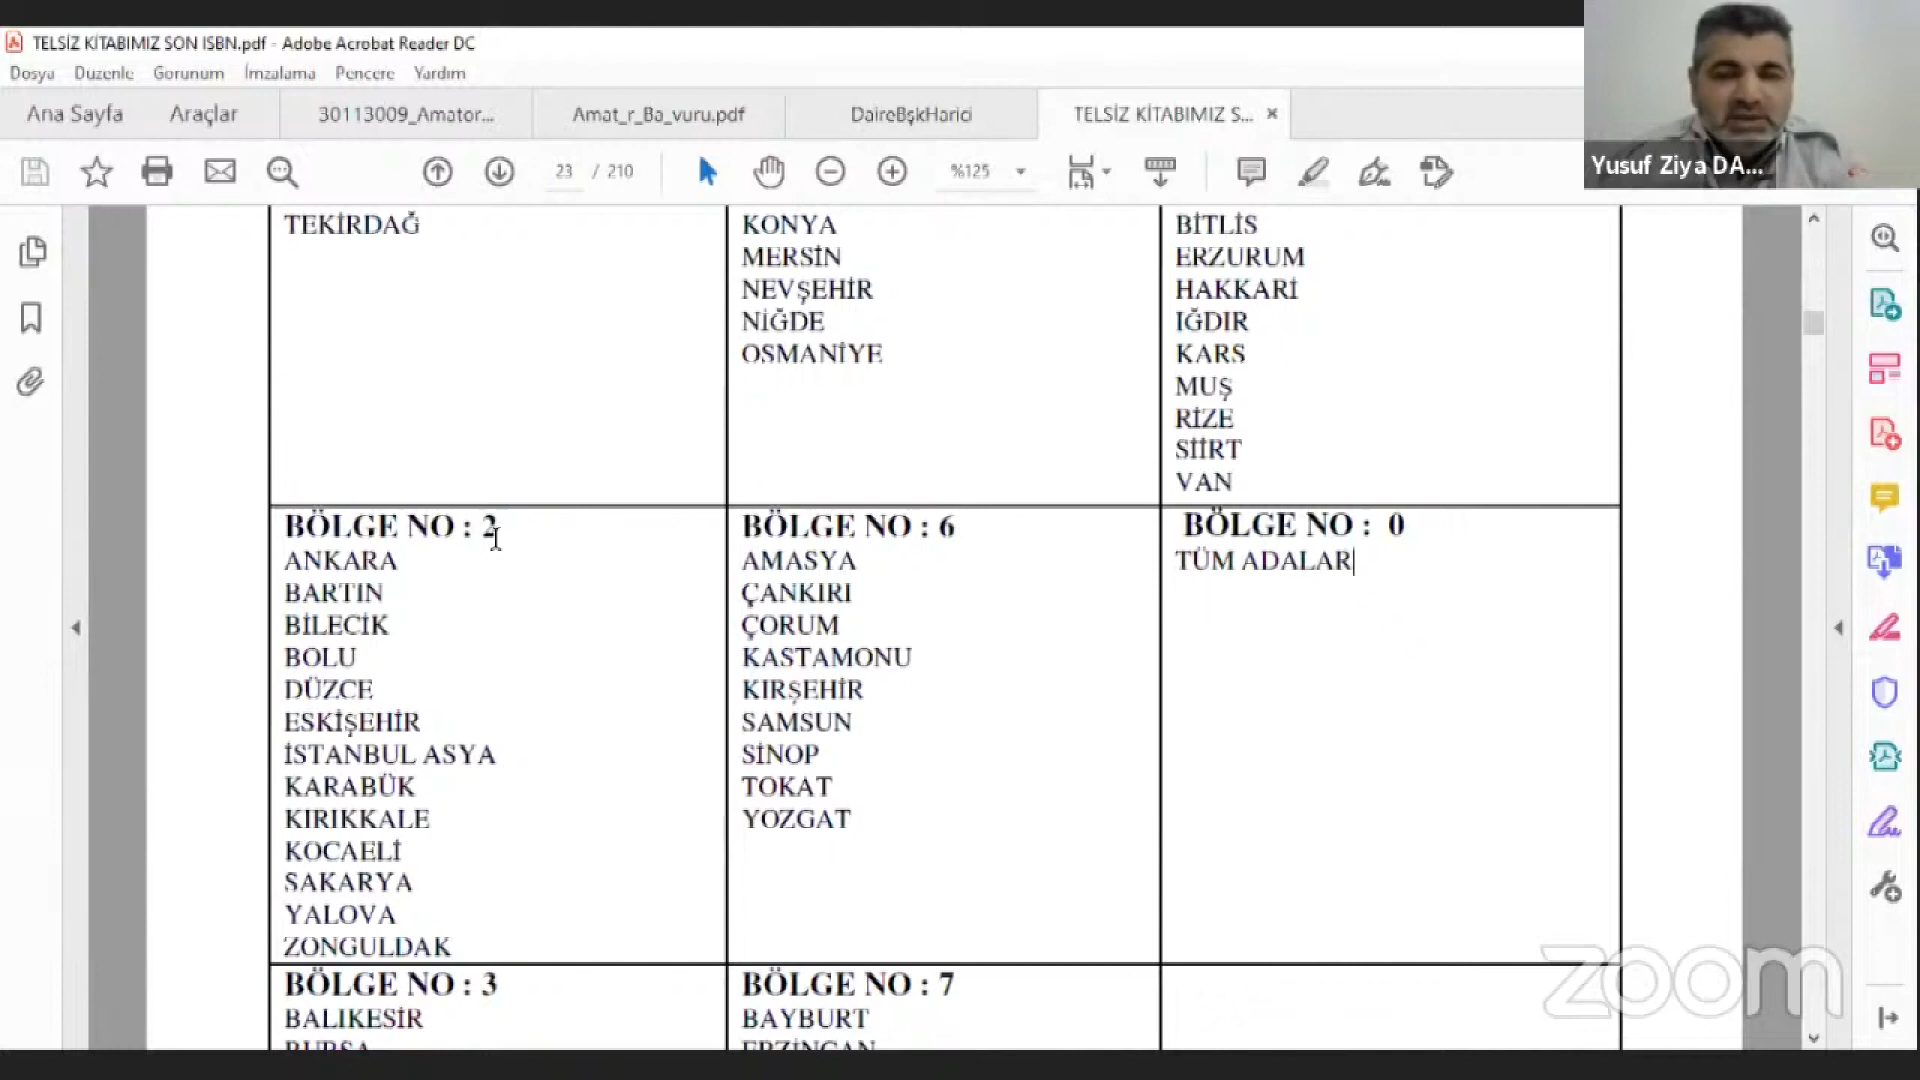 TELSİZ KİTABIMIZ SON ISBN.pdf - Adobe Acrobat Reader DC
Dosya Düzenle Görünüm İmzalama Pencere Yardım
Ana Sayfa Araçlar 30113009_Amator... Amat_r_Ba_vuru.pdf DaireBşkHarici TELSİZ KİTABIMIZ S...
23 / 210 %125
Yusuf Ziya DA...
TEKİRDAĞ
KONYA
MERSİN
NEVŞEHİR
NİĞDE
OSMANİYE
BİTLİS
ERZURUM
HAKKARİ
IĞDIR
KARS
MUŞ
RİZE
SİİRT
VAN
BÖLGE NO : 2
ANKARA
BARTIN
BİLECİK
BOLU
DÜZCE
ESKİŞEHİR
İSTANBUL ASYA
KARABÜK
KIRIKKALE
KOCAELİ
SAKARYA
YALOVA
ZONGULDAK
BÖLGE NO : 6
AMASYA
ÇANKIRI
ÇORUM
KASTAMONU
KIRŞEHİR
SAMSUN
SİNOP
TOKAT
YOZGAT
BÖLGE NO : 0
TÜM ADALAR
BÖLGE NO : 3
BALIKESİR
BURSA
BÖLGE NO : 7
BAYBURT
ERZİNCAN
zoom